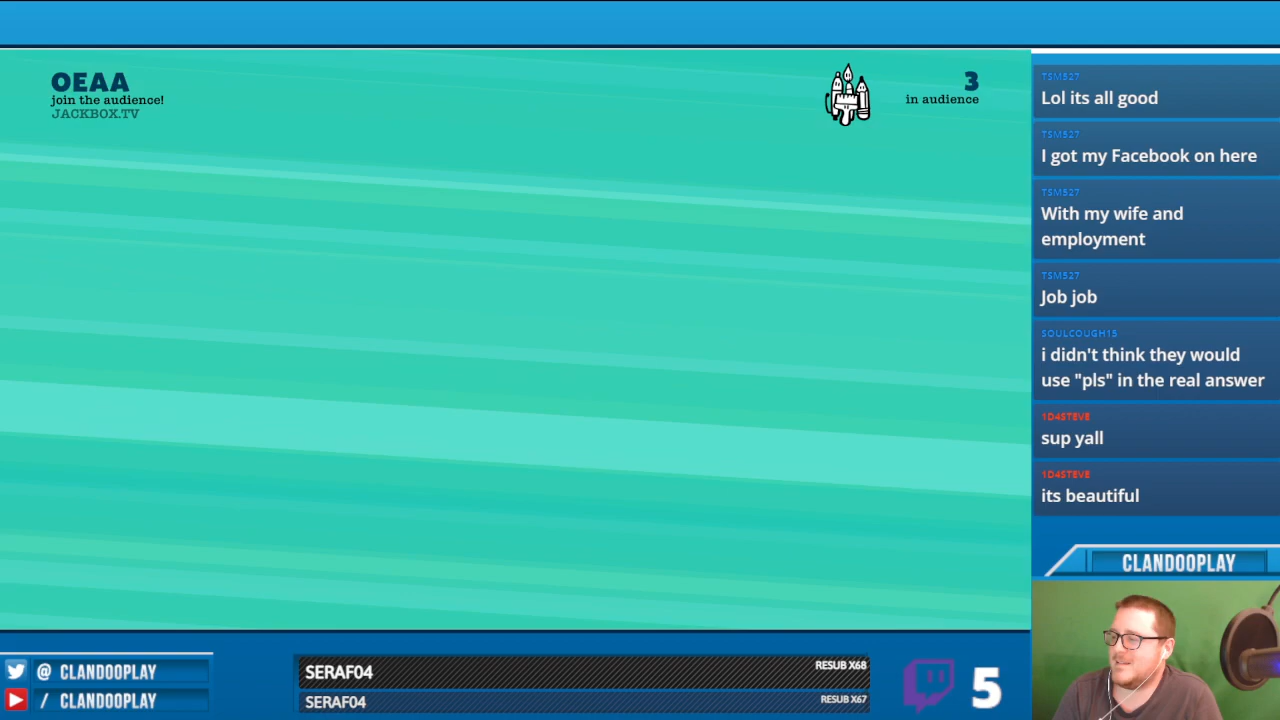 OEAA
join the audience!
JACKBOX.TV
3
in audience
TSM527
Lol its all good
TSM527
I got my Facebook on here
TSM527
With my wife and
employment
TSM527
Job job
SOULCOUGH15
i didn't think they would
use "pls" in the real answer
1D4STEVE
sup yall
1D4STEVE
its beautiful
CLANDOOPLAY
@ CLANDOOPLAY
/ CLANDOOPLAY
SERAF04 RESUB X68
SERAF04 RESUB X67
5